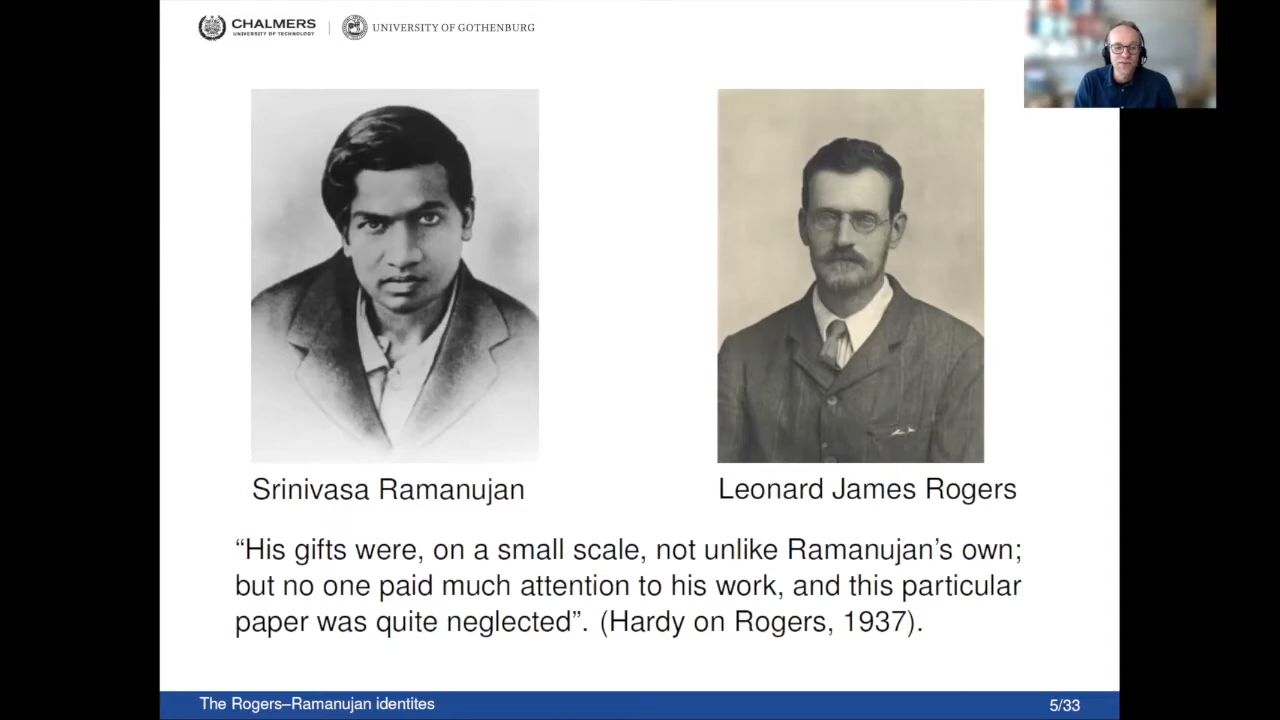 CHALMERS
UNIVERSITY OF TECHNOLOGY
UNIVERSITY OF GOTHENBURG
Srinivasa Ramanujan
Leonard James Rogers
“His gifts were, on a small scale, not unlike Ramanujan’s own;
but no one paid much attention to his work, and this particular
paper was quite neglected”. (Hardy on Rogers, 1937).
The Rogers–Ramanujan identites
5/33